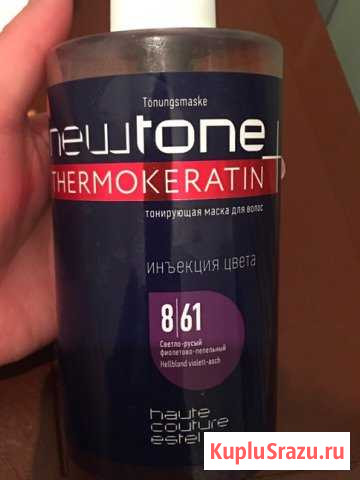 Tönungsmaske
newtone
THERMOKERATIN
тонирующая маска для волос
инъекция цвета
8|61
Светло-русый
фиолетово-пепельный
Hellblond violett-asch
haute
couture
estel
KupluSrazu.ru